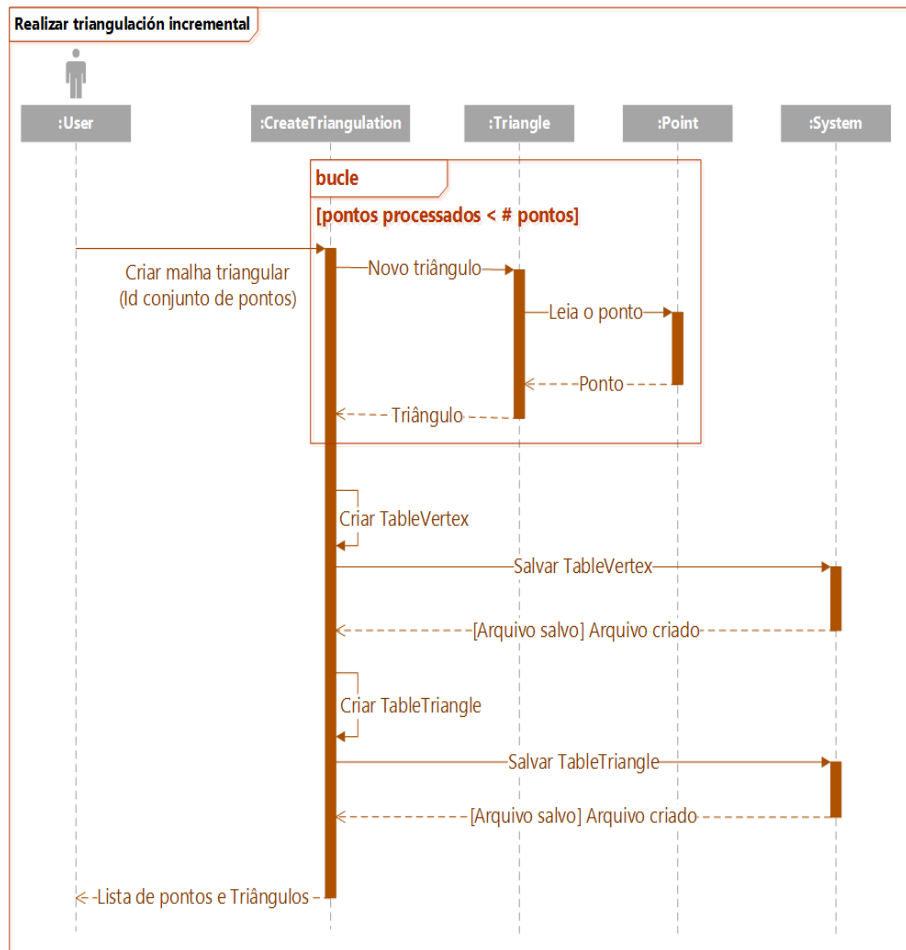 Realizar triangulación incremental
:User
:CreateTriangulation
:Triangle
:Point
:System
bucle
[pontos processados < # pontos]
Criar malha triangular
(Id conjunto de pontos)
Novo triângulo
Leia o ponto
Ponto
Triângulo
Criar TableVertex
Salvar TableVertex
[Arquivo salvo] Arquivo criado
Criar TableTriangle
Salvar TableTriangle
[Arquivo salvo] Arquivo criado
Lista de pontos e Triângulos